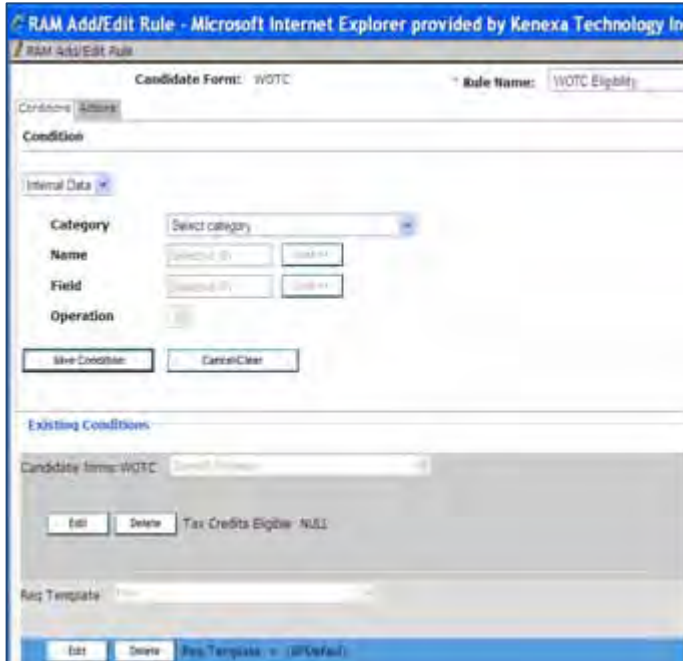 RAM Add/Edit Rule - Microsoft Internet Explorer provided by Kenexa Technology In
RAM Add/Edit Rule
Candidate Form: WOTC * Rule Name: WOTC Eligibility
Conditions Actions
Condition
Internal Data
Category Select category
Name
Field
Operation
Save Condition Cancel/Clear
Existing Conditions
Candidate forms: WOTC
Edit Delete Tax Credits Eligible NULL
Req Template
Edit Delete Req Template =